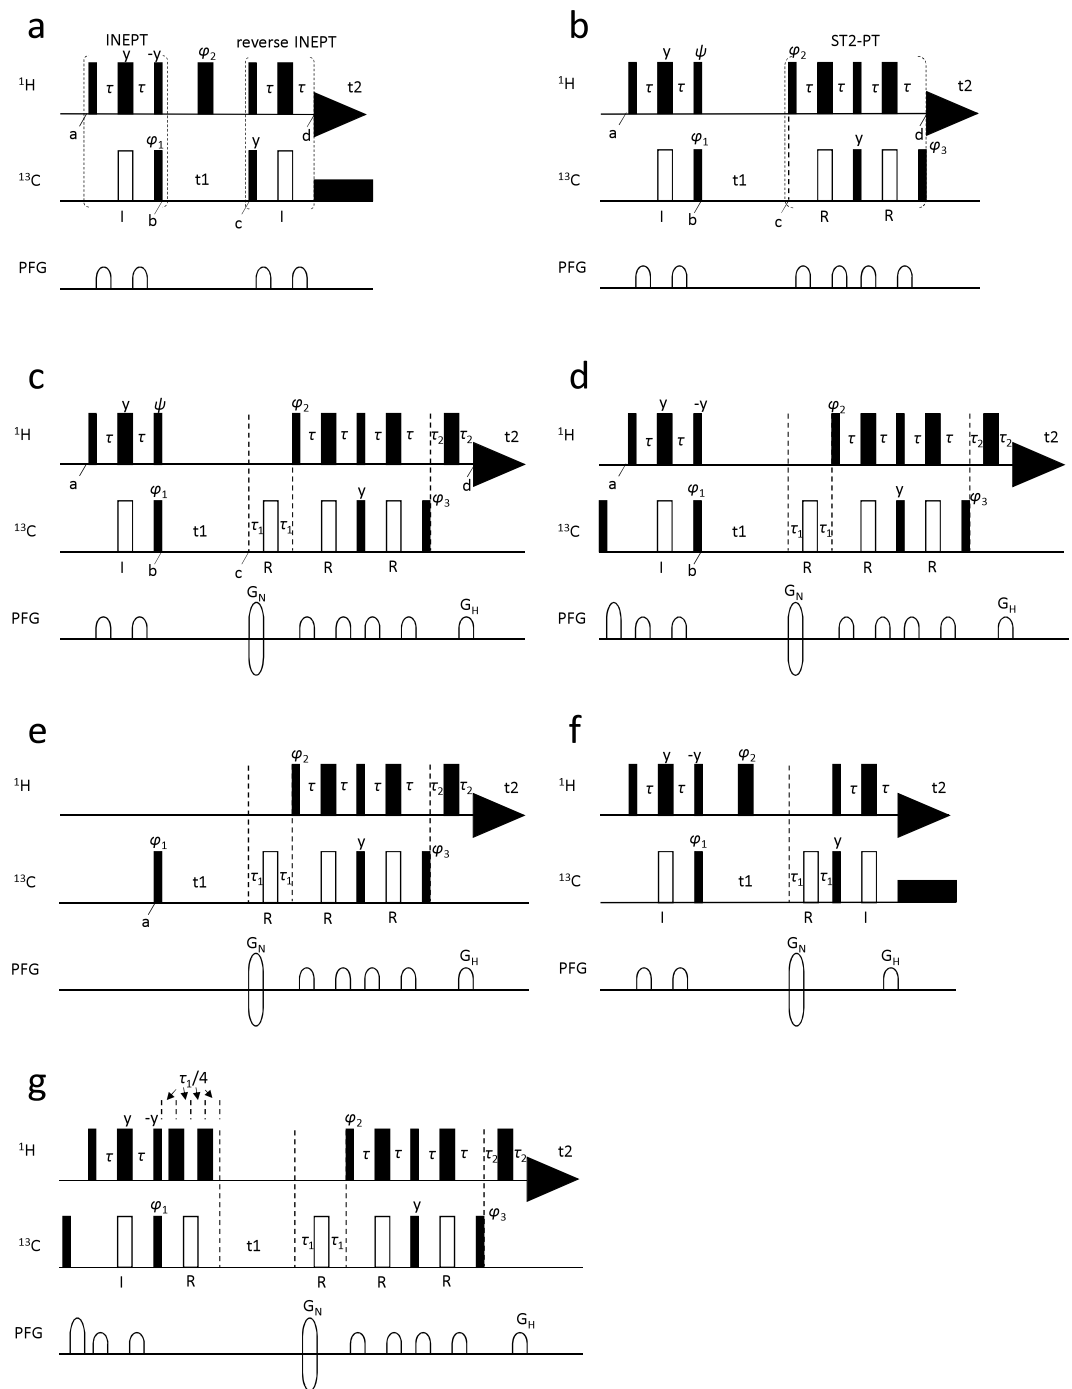 a
INEPT
reverse INEPT
y -y φ2
¹H τ τ τ τ t2
a d
φ1 y
¹³C t1
I b c I
PFG
b
ST2-PT
y ψ φ2
¹H τ τ τ τ τ τ t2
a d
φ1 y φ3
¹³C t1
I b c R R
PFG
c
y ψ φ2
¹H τ τ τ τ τ τ τ2 τ2 t2
a d
φ1 y φ3
¹³C t1 τ1 τ1
I b c R R R
GN GH
PFG
d
y -y φ2
¹H τ τ τ τ τ τ τ2 τ2 t2
a
φ1 y φ3
¹³C t1 τ1 τ1
I b R R R
GN GH
PFG
e
φ2
¹H τ τ τ τ τ2 τ2 t2
φ1 y φ3
¹³C t1 τ1 τ1
a R R R
GN GH
PFG
f
y -y φ2
¹H τ τ τ τ t2
φ1 y
¹³C t1 τ1 τ1
I R I
GN GH
PFG
g
τ1/4
y -y φ2
¹H τ τ τ τ τ τ τ2 τ2 t2
φ1 y φ3
¹³C t1 τ1 τ1
I R R R R
GN GH
PFG